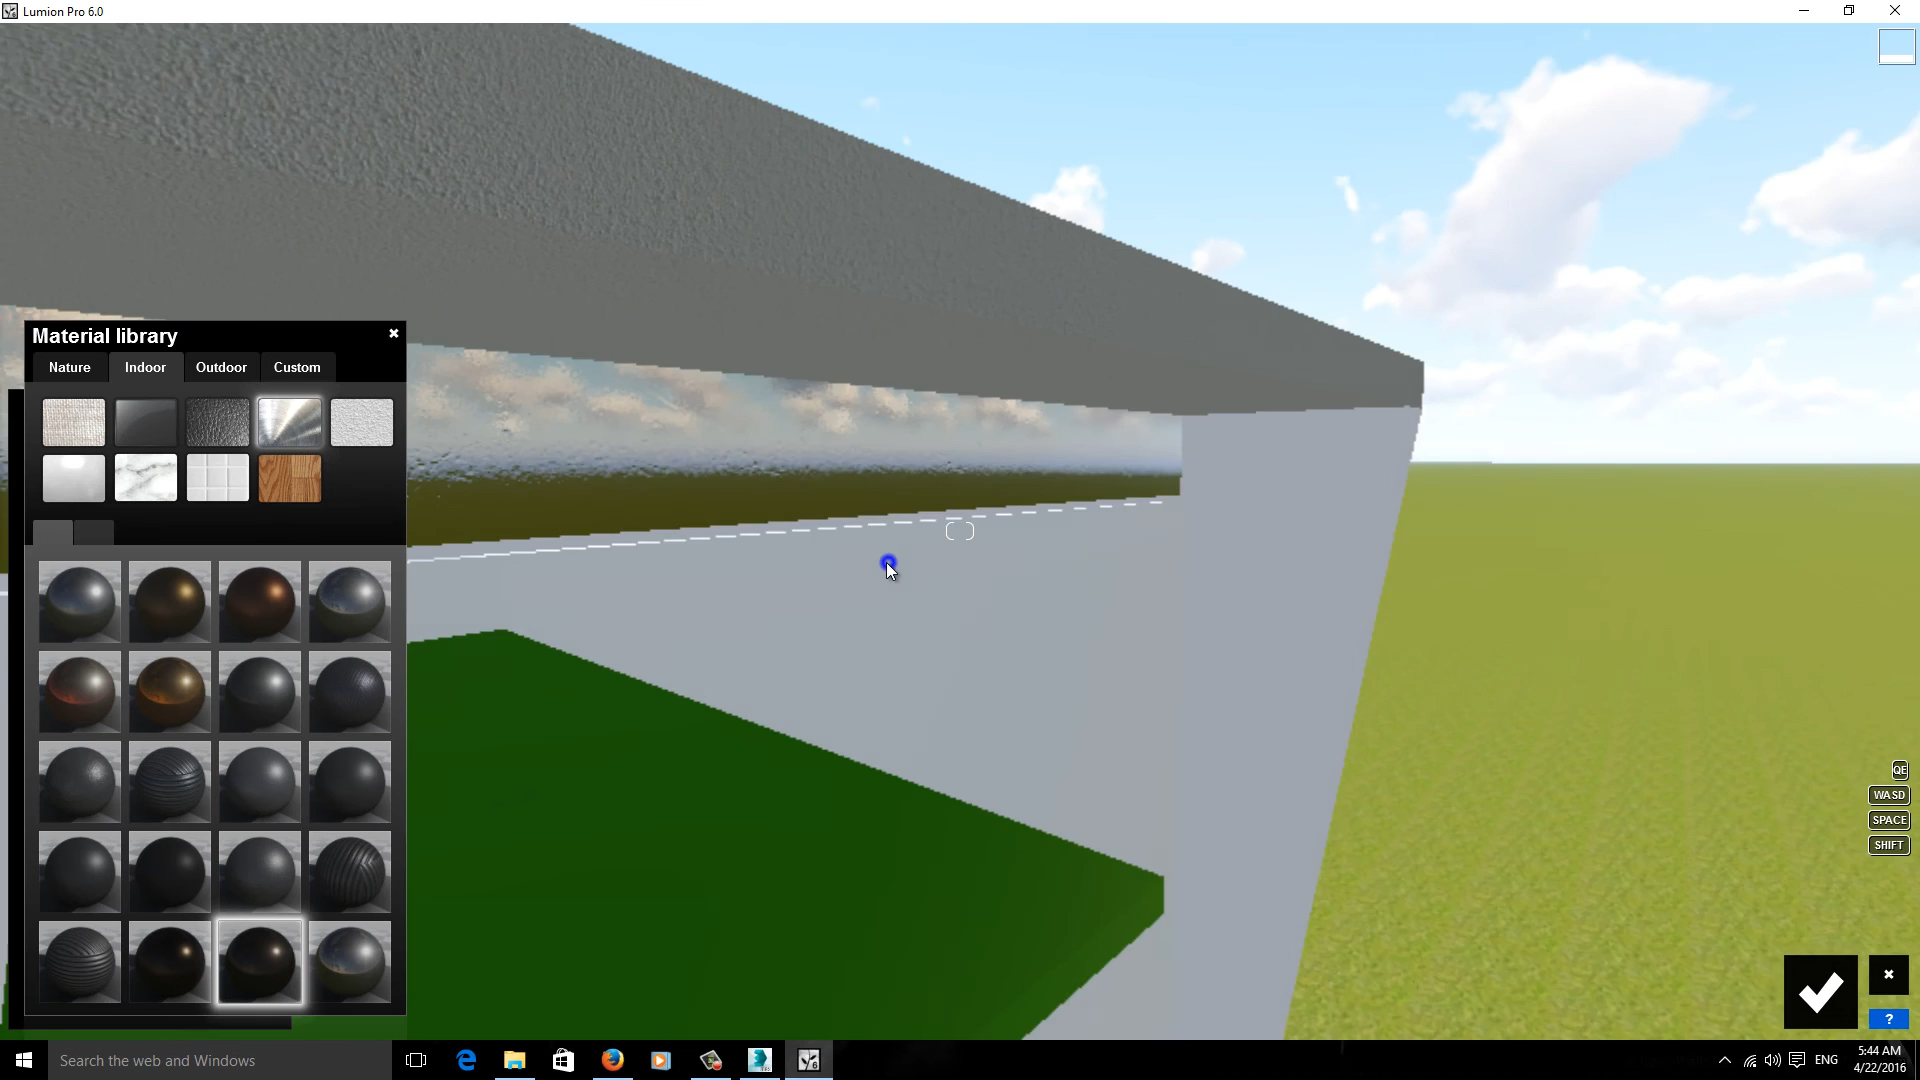 Lumion Pro 6.0
Material library
Nature Indoor Outdoor Custom
QE
WASD
SPACE
SHIFT
?
Search the web and Windows
ENG
5:44 AM
4/22/2016